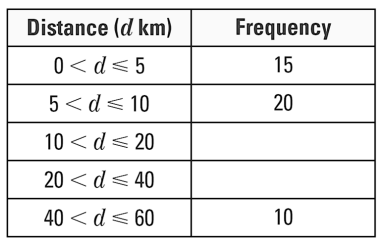 Distance (d km) Frequency
0 < d ⩽ 5 15
5 < d ⩽ 10 20
10 < d ⩽ 20
20 < d ⩽ 40
40 < d ⩽ 60 10